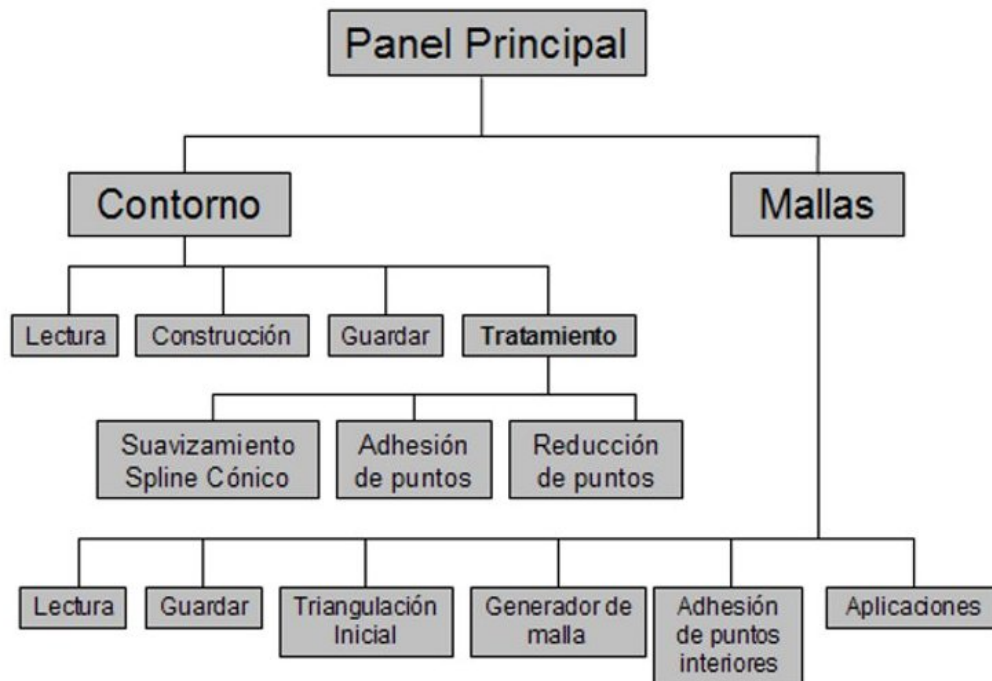 Panel Principal
Contorno
Mallas
Lectura
Construcción
Guardar
Tratamiento
Suavizamiento
Spline Cónico
Adhesión
de puntos
Reducción
de puntos
Lectura
Guardar
Triangulación
Inicial
Generador de
malla
Adhesión
de puntos
interiores
Aplicaciones